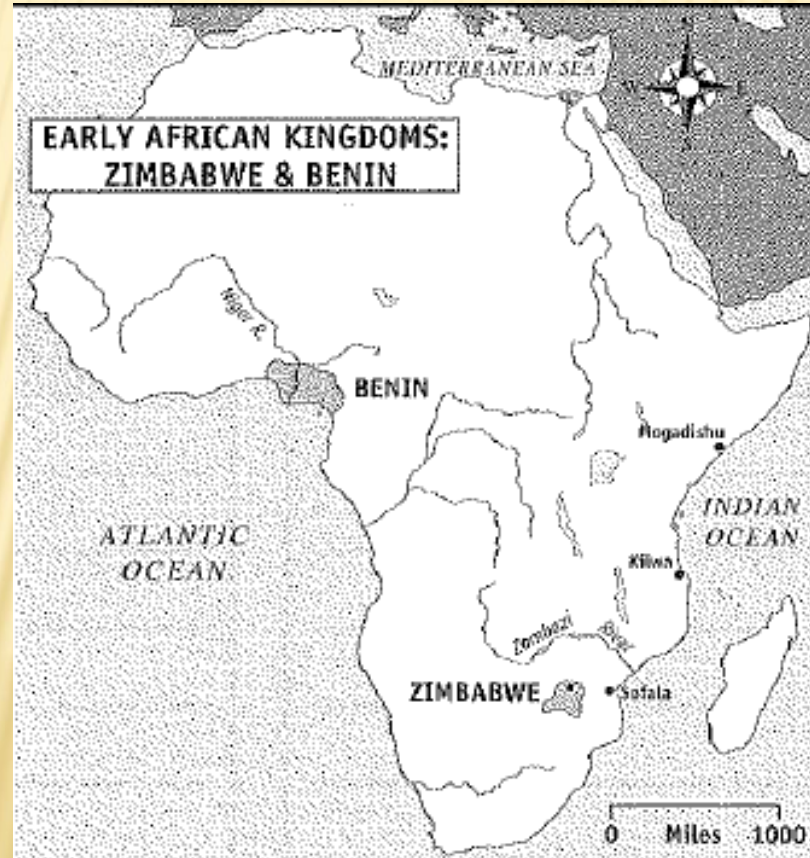 MEDITERRANEAN SEA
W
E
EARLY AFRICAN KINGDOMS:
ZIMBABWE & BENIN
Niger R.
BENIN
Mogadishu
ATLANTIC
OCEAN
INDIAN
OCEAN
Kilwa
Zambezi
River
ZIMBABWE
Sofala
0 Miles 1000